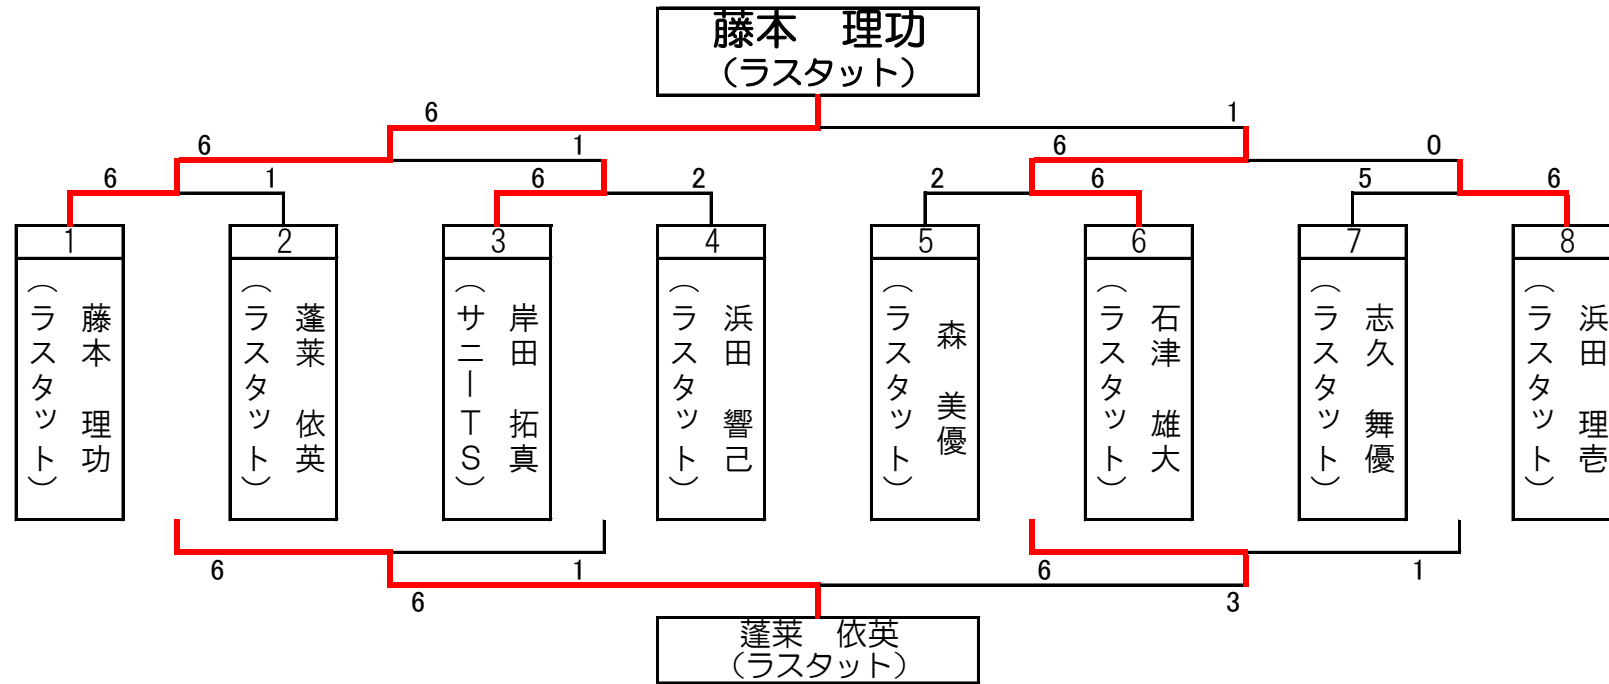 藤本　理功
（ラスタット）
6 1
6 1 6 0
6 1 6 2 2 6 5 6
1 2 3 4 5 6 7 8
藤本　理功
（ラスタット）
蓬莱　依英
（ラスタット）
岸田　拓真
（サニーＴＳ）
浜田　響己
（ラスタット）
森　美優
（ラスタット）
石津　雄大
（ラスタット）
志久　舞優
（ラスタット）
浜田　理壱
（ラスタット）
6 1 6 1
6 3
蓬莱　依英
（ラスタット）